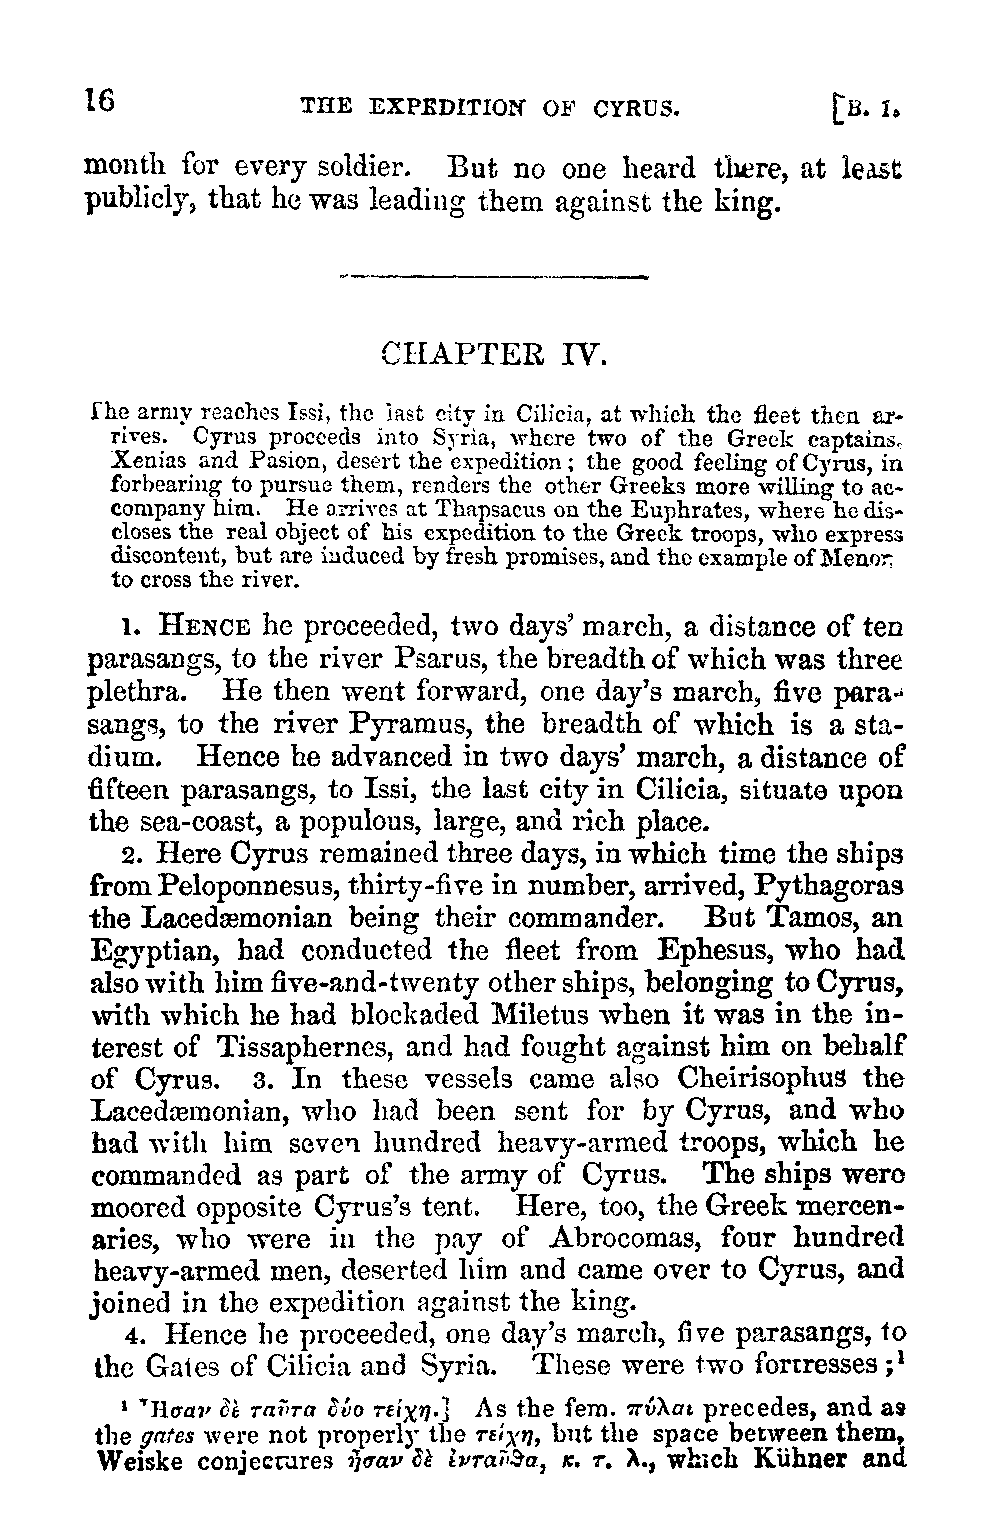 16 THE EXPEDITION OF CYRUS. [B. I.
month for every soldier. But no one heard there, at least
publicly, that he was leading them against the king.
CHAPTER IV.
The army reaches Issi, the last city in Cilicia, at which the fleet then ar-
rives. Cyrus proceeds into Syria, where two of the Greek captains,
Xenias and Pasion, desert the expedition; the good feeling of Cyrus, in
forbearing to pursue them, renders the other Greeks more willing to ac-
company him. He arrives at Thapsacus on the Euphrates, where he dis-
closes the real object of his expedition to the Greek troops, who express
discontent, but are induced by fresh promises, and the example of Menon
to cross the river.
1. HENCE he proceeded, two days' march, a distance of ten
parasangs, to the river Psarus, the breadth of which was three
plethra. He then went forward, one day's march, five para-
sangs, to the river Pyramus, the breadth of which is a sta-
dium. Hence he advanced in two days' march, a distance of
fifteen parasangs, to Issi, the last city in Cilicia, situate upon
the sea-coast, a populous, large, and rich place.
2. Here Cyrus remained three days, in which time the ships
from Peloponnesus, thirty-five in number, arrived, Pythagoras
the Lacedæmonian being their commander. But Tamos, an
Egyptian, had conducted the fleet from Ephesus, who had
also with him five-and-twenty other ships, belonging to Cyrus,
with which he had blockaded Miletus when it was in the in-
terest of Tissaphernes, and had fought against him on behalf
of Cyrus. 3. In these vessels came also Cheirisophus the
Lacedæmonian, who had been sent for by Cyrus, and who
had with him seven hundred heavy-armed troops, which he
commanded as part of the army of Cyrus. The ships were
moored opposite Cyrus's tent. Here, too, the Greek mercen-
aries, who were in the pay of Abrocomas, four hundred
heavy-armed men, deserted him and came over to Cyrus, and
joined in the expedition against the king.
4. Hence he proceeded, one day's march, five parasangs, to
the Gates of Cilicia and Syria. These were two fortresses;¹
¹ Ἦσαν δὲ ταῦτα δύο τείχη.] As the fem. πύλαι precedes, and as
the gates were not properly the τείχη, but the space between them,
Weiske conjectures ἦσαν δὲ ἐνταῦϑα, κ. τ. λ., which Kühner and